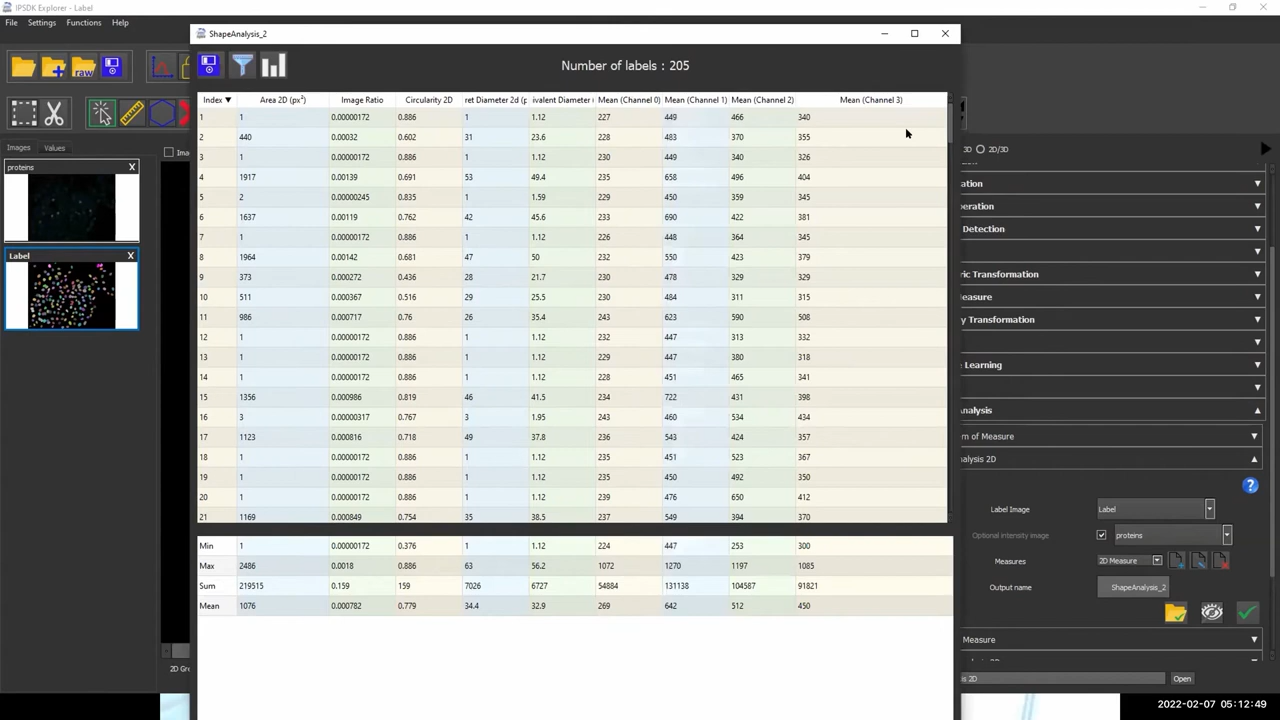 IPSDK Explorer - Label
File Settings Functions Help
ShapeAnalysis_2
Number of labels : 205
raw
Index Area 2D (px²) Image Ratio Circularity 2D ret Diameter 2d (p ivalent Diameter Mean (Channel 0) Mean (Channel 1) Mean (Channel 2) Mean (Channel 3)
1 1 0.00000172 0.886 1 1.12 227 449 466 340
2 440 0.00032 0.602 31 23.6 228 483 370 355
3 1 0.00000172 0.886 1 1.12 230 449 340 326
4 1917 0.00139 0.691 53 49.4 235 658 496 404
5 2 0.00000245 0.835 1 1.59 229 450 359 345
6 1637 0.00119 0.762 42 45.6 233 690 422 381
7 1 0.00000172 0.886 1 1.12 226 448 364 345
8 1964 0.00142 0.681 47 50 232 550 423 379
9 373 0.000272 0.436 28 21.7 230 478 329 329
10 511 0.000367 0.516 29 25.5 230 484 311 315
11 986 0.000717 0.76 26 35.4 243 623 590 508
12 1 0.00000172 0.886 1 1.12 232 447 313 332
13 1 0.00000172 0.886 1 1.12 229 447 380 318
14 1 0.00000172 0.886 1 1.12 228 451 465 341
15 1356 0.000986 0.819 46 41.5 234 722 431 398
16 3 0.00000317 0.767 3 1.95 243 460 534 434
17 1123 0.000816 0.718 49 37.8 236 543 424 357
18 1 0.00000172 0.886 1 1.12 235 451 523 367
19 1 0.00000172 0.886 1 1.12 235 450 492 350
20 1 0.00000172 0.886 1 1.12 239 476 650 412
21 1169 0.000849 0.754 35 38.5 237 549 394 370
Min 1 0.00000172 0.376 1 1.12 224 447 253 300
Max 2486 0.0018 0.886 63 56.2 1072 1270 1197 1085
Sum 219515 0.159 159 7026 6727 54884 131138 104587 91821
Mean 1076 0.000782 0.779 34.4 32.9 269 642 512 450
Images Values
Ima
proteins X
Label X
2D Gro
3D 2D/3D
ation
peration
Detection
ric Transformation
easure
y Transformation
e Learning
Analysis
rn of Measure
alysis 2D
?
Label Image Label
Optional intensity image proteins
Measures 2D Measure
Output name ShapeAnalysis_2
Measure
is 2D Open
2022-02-07 05:12:49